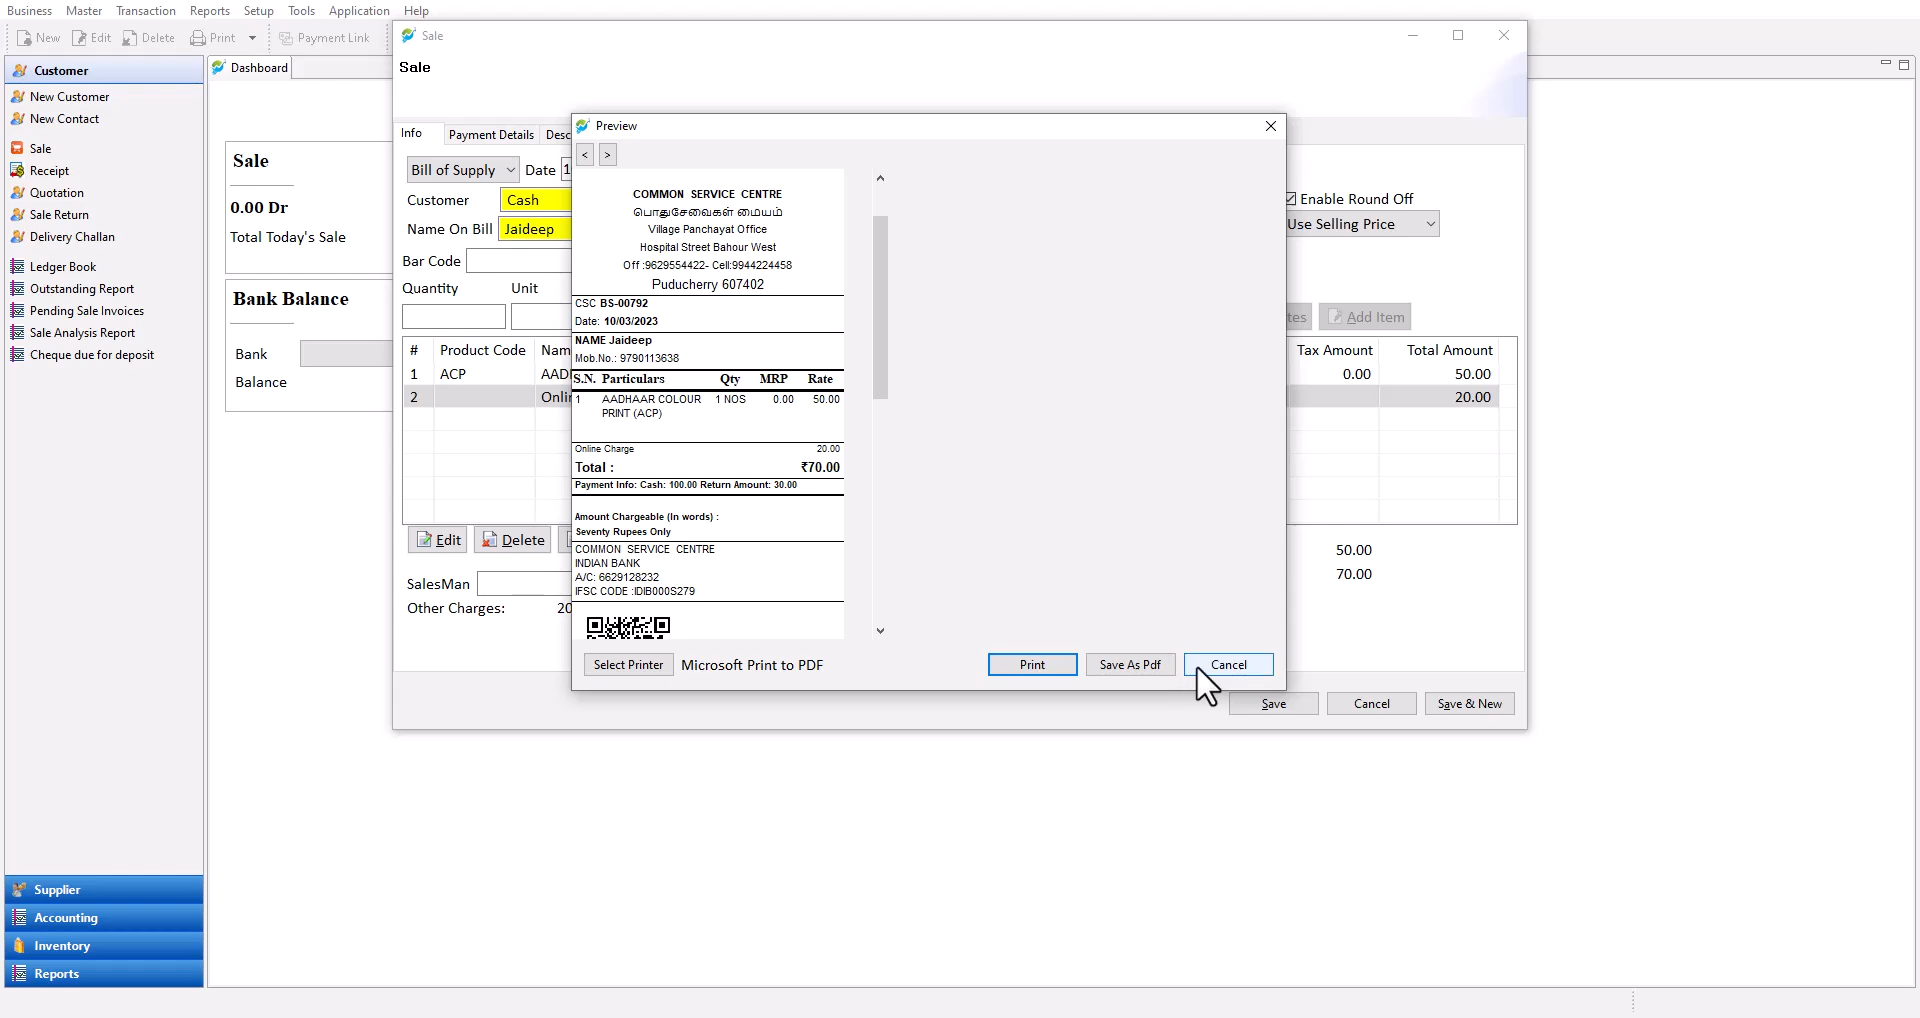 Business Master Transaction Reports Setup Tools Application Help
New Edit Delete Print Payment Link
Customer
New Customer
New Contact
Sale
Receipt
Quotation
Sale Return
Delivery Challan
Ledger Book
Outstanding Report
Pending Sale Invoices
Sale Analysis Report
Cheque due for deposit
Supplier
Accounting
Inventory
Reports
Dashboard
Sale
0.00 Dr
Total Today's Sale
Bank Balance
Bank
Balance
Sale
Sale
Info Payment Details Desc
Bill of Supply Date 1
Customer Cash
Name On Bill Jaideep
Bar Code
Quantity Unit
Enable Round Off
Use Selling Price
tes Add Item
# Product Code Nam Tax Amount Total Amount
1 ACP AAD 0.00 50.00
2 Onlin 20.00
Edit Delete
50.00
70.00
SalesMan
Other Charges: 20
Save Cancel Save & New
Preview
< >
COMMON SERVICE CENTRE
பொதுசேவைகள் மையம்
Village Panchayat Office
Hospital Street Bahour West
Off :9629554422- Cell:9944224458
Puducherry 607402
CSC BS-00792
Date: 10/03/2023
NAME Jaideep
Mob.No.: 9790113638
S.N. Particulars Qty MRP Rate
1 AADHAAR COLOUR 1 NOS 0.00 50.00
PRINT (ACP)
Online Charge 20.00
Total : ₹70.00
Payment Info: Cash: 100.00 Return Amount: 30.00
Amount Chargeable (In words) :
Seventy Rupees Only
COMMON SERVICE CENTRE
INDIAN BANK
A/C: 6629128232
IFSC CODE :IDIB000S279
Select Printer Microsoft Print to PDF Print Save As Pdf Cancel